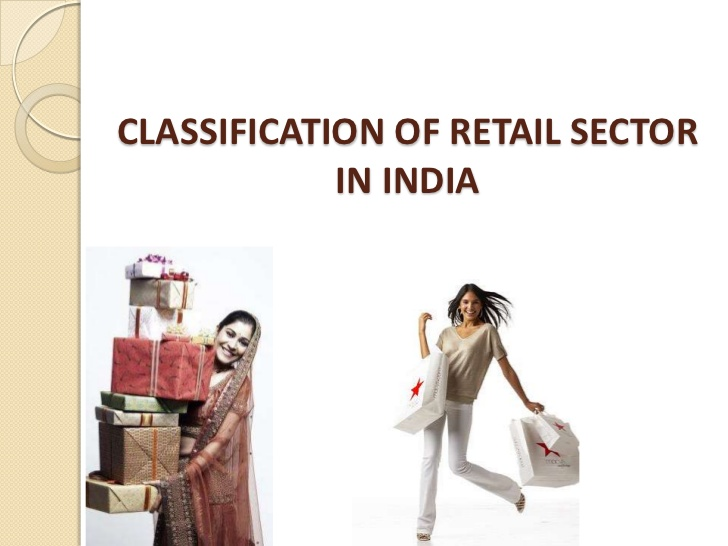 CLASSIFICATION OF RETAIL SECTOR
IN INDIA